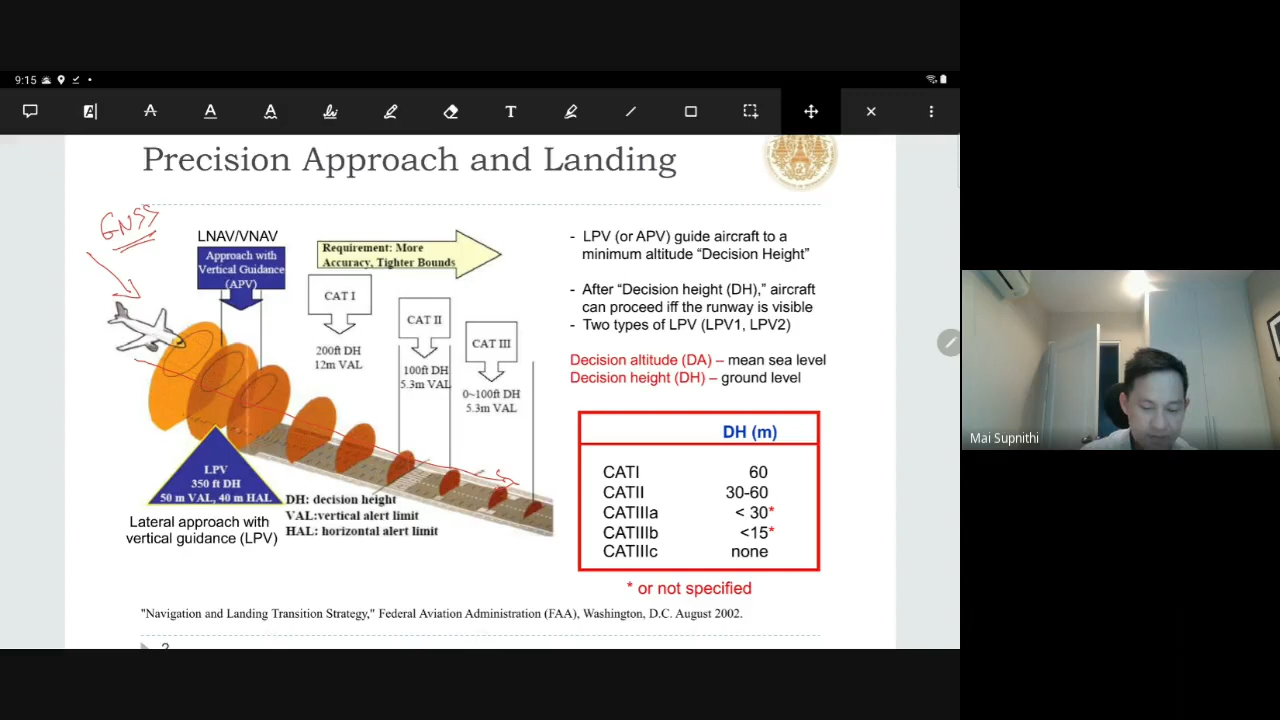 9:15
T
Precision Approach and Landing
GNSS
LNAV/VNAV
Approach with
Vertical Guidance
(APV)
Requirement: More
Accuracy, Tighter Bounds
CAT I
200ft DH
12m VAL
CAT II
100ft DH
5.3m VAL
CAT III
0~100ft DH
5.3m VAL
LPV
350 ft DH
50 m VAL, 40 m HAL
Lateral approach with
vertical guidance (LPV)
DH: decision height
VAL:vertical alert limit
HAL: horizontal alert limit
- LPV (or APV) guide aircraft to a
minimum altitude “Decision Height”
- After “Decision height (DH),” aircraft
can proceed iff the runway is visible
- Two types of LPV (LPV1, LPV2)
Decision altitude (DA) – mean sea level
Decision height (DH) – ground level
DH (m)
CATI 60
CATII 30-60
CATIIIa < 30*
CATIIIb <15*
CATIIIc none
* or not specified
"Navigation and Landing Transition Strategy," Federal Aviation Administration (FAA), Washington, D.C. August 2002.
Mai Supnithi